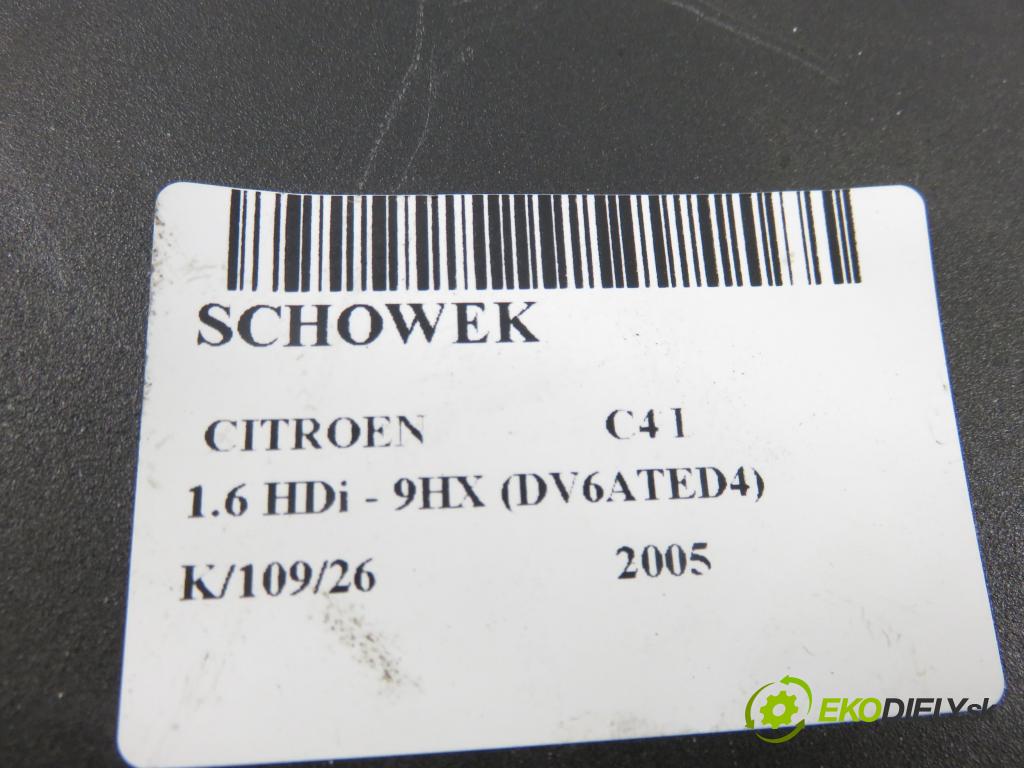 SCHOWEK
CITROEN C4 I
1.6 HDi - 9HX (DV6ATED4)
K/109/26 2005
EKODIELY.sk